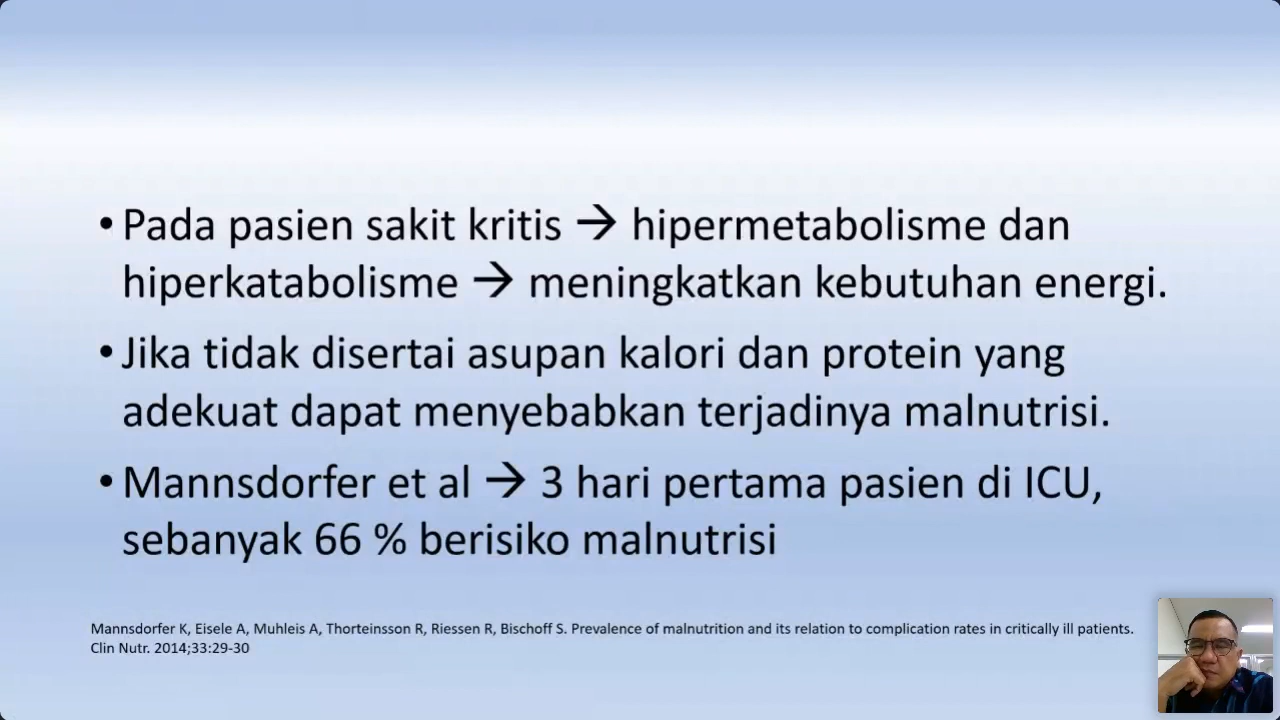 • Pada pasien sakit kritis → hipermetabolisme dan
hiperkatabolisme → meningkatkan kebutuhan energi.
• Jika tidak disertai asupan kalori dan protein yang
adekuat dapat menyebabkan terjadinya malnutrisi.
• Mannsdorfer et al → 3 hari pertama pasien di ICU,
sebanyak 66 % berisiko malnutrisi
Mannsdorfer K, Eisele A, Muhleis A, Thorteinsson R, Riessen R, Bischoff S. Prevalence of malnutrition and its relation to complication rates in critically ill patients.
Clin Nutr. 2014;33:29-30